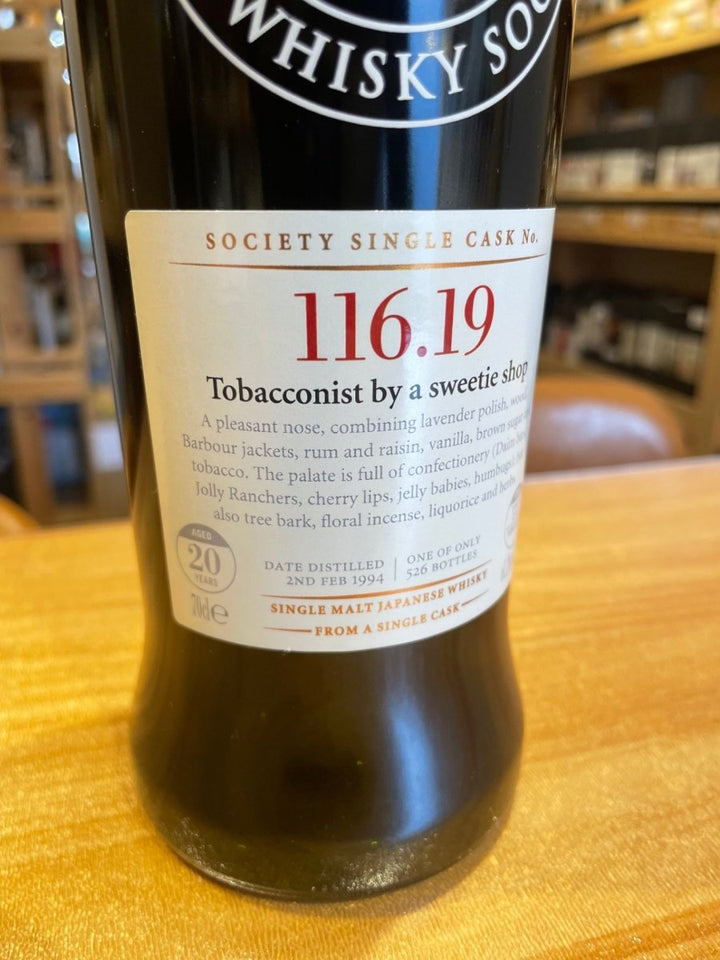 WHISKY SOC
SOCIETY SINGLE CASK No.
116.19
Tobacconist by a sweetie shop
A pleasant nose, combining lavender polish, wood,
Barbour jackets, rum and raisin, vanilla, brown sugar
tobacco. The palate is full of confectionery (Daim
Jolly Ranchers, cherry lips, jelly babies, humbugs).
also tree bark, floral incense, liquorice and herbs
AGED
20
YEARS
DATE DISTILLED
2ND FEB 1994
ONE OF ONLY
526 BOTTLES
70cl e
SINGLE MALT JAPANESE WHISKY
FROM A SINGLE CASK